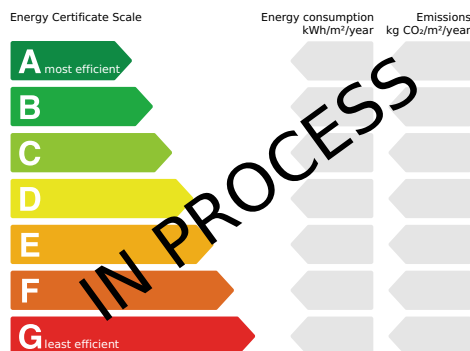 Energy Certificate Scale
Energy consumption
kWh/m²/year
Emissions
kg CO₂/m²/year
A most efficient
B
C
D
E
F
G least efficient
IN PROCESS